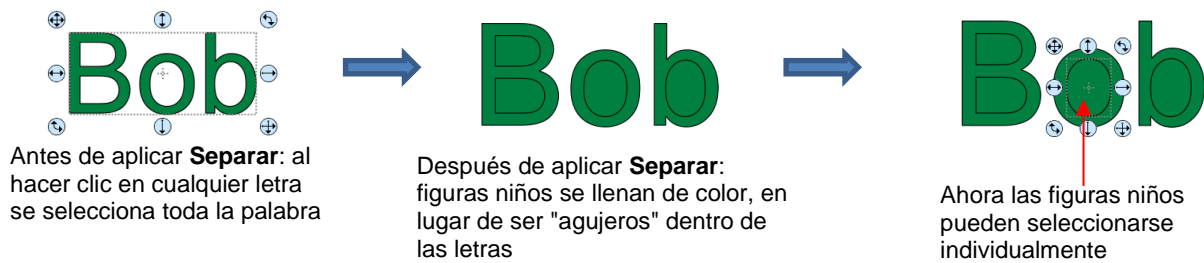 Bob
Bob
Bob
Antes de aplicar Separar: al
hacer clic en cualquier letra
se selecciona toda la palabra
Después de aplicar Separar:
figuras niños se llenan de color, en
lugar de ser "agujeros" dentro de
las letras
Ahora las figuras niños
pueden seleccionarse
individualmente